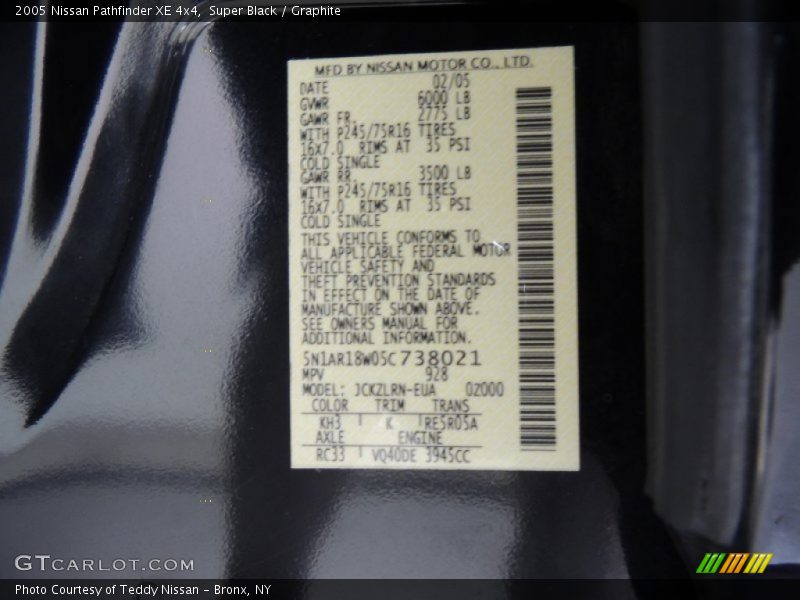 2005 Nissan Pathfinder XE 4x4, Super Black / Graphite
MFD BY NISSAN MOTOR CO., LTD.
DATE 02/05
GVWR 6000 LB
GAWR FR. 2775 LB
WITH P245/75R16 TIRES
16x7.0 RIMS AT 35 PSI
COLD SINGLE
GAWR RR. 3500 LB
WITH P245/75R16 TIRES
16x7.0 RIMS AT 35 PSI
COLD SINGLE
THIS VEHICLE CONFORMS TO
ALL APPLICABLE FEDERAL MOTOR
VEHICLE SAFETY AND
THEFT PREVENTION STANDARDS
IN EFFECT ON THE DATE OF
MANUFACTURE SHOWN ABOVE.
SEE OWNERS MANUAL FOR
ADDITIONAL INFORMATION.
5N1AR18W05C738021
MPV 928
MODEL: JCKZLRN-EUA 0Z000
COLOR TRIM TRANS
KH3 K RE5R05A
AXLE ENGINE
RC33 VQ40DE 3945CC
GTCARLOT.COM
Photo Courtesy of Teddy Nissan - Bronx, NY